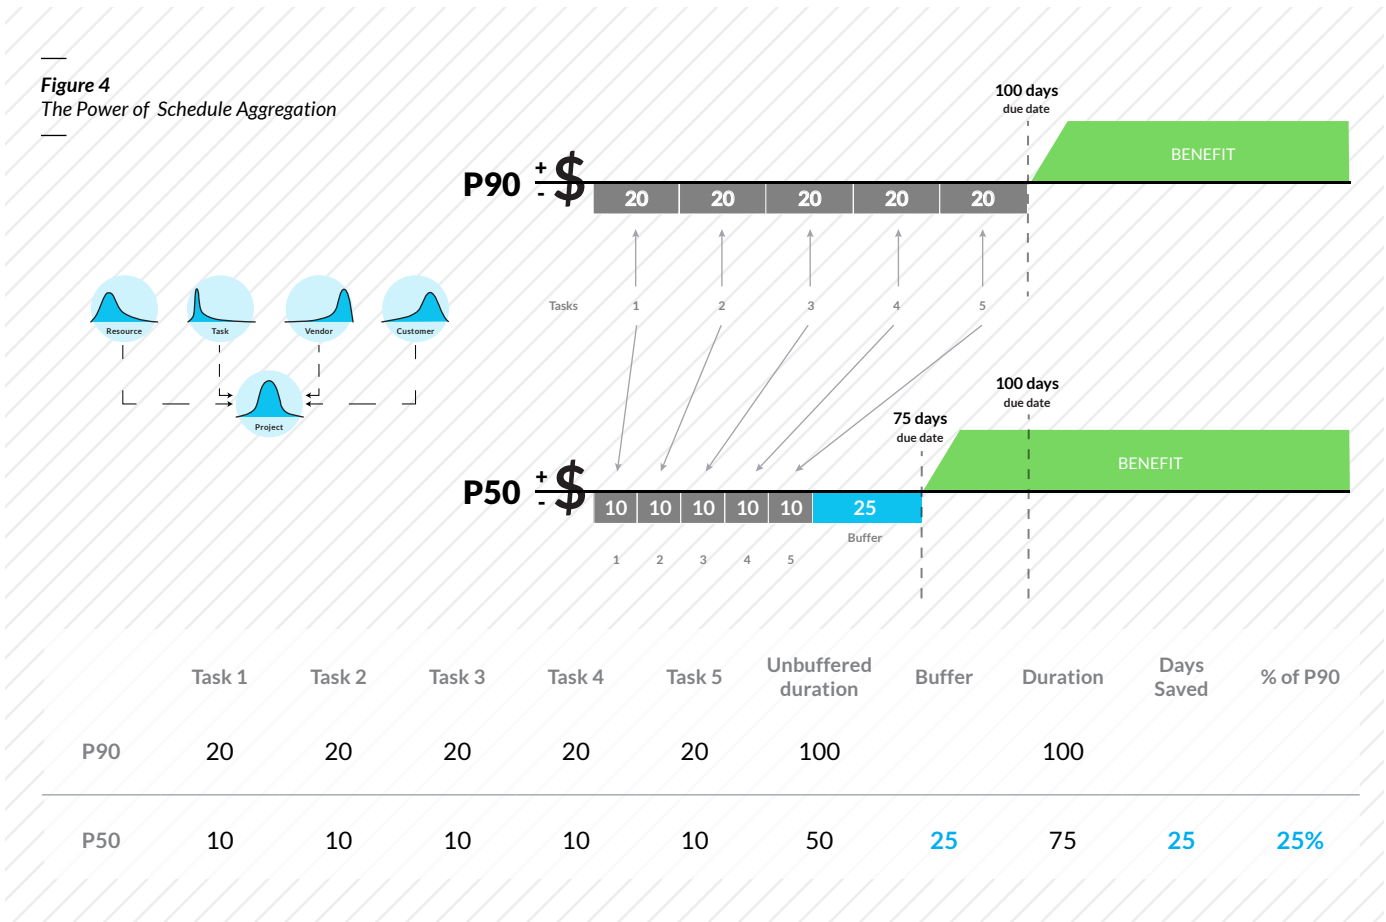 Figure 4
The Power of Schedule Aggregation
100 days
due date
BENEFIT
P90
+
-
$
20 20 20 20 20
Tasks 1 2 3 4 5
Resource Task Vendor Customer
Project
100 days
due date
75 days
due date
BENEFIT
P50
+
-
$
10 10 10 10 10 25
Buffer
1 2 3 4 5
Task 1 Task 2 Task 3 Task 4 Task 5 Unbuffered duration Buffer Duration Days Saved % of P90
P90 20 20 20 20 20 100 100
P50 10 10 10 10 10 50 25 75 25 25%